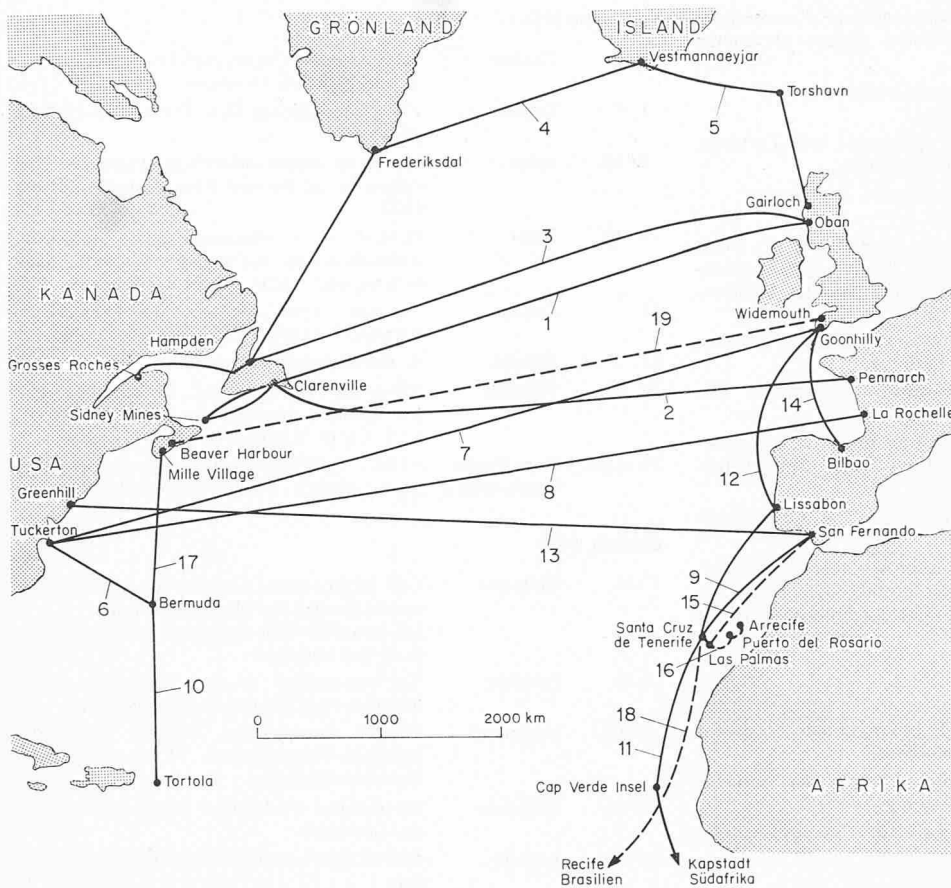 GRÖNLAND
ISLAND
Vestmannaeyjar
Torshavn
5
4
Frederiksdal
Gairloch
Oban
3
KANADA
1
19
Widemouth
Hampden
Goonhilly
Grosses Roches
Clarenville
Penmarch
Sidney Mines
2
14
La Rochelle
7
USA
Beaver Harbour
Mille Village
8
12
Bilbao
Greenhill
Lissabon
Tuckerton
San Fernando
13
17
9
6
15
Bermuda
Santa Cruz
de Tenerife
Arrecife
Puerto del Rosario
16
Las Palmas
10
0
1000
2000 km
18
11
Tortola
Cap Verde Insel
AFRIKA
Recife
Brasilien
Kapstadt
Südafrika